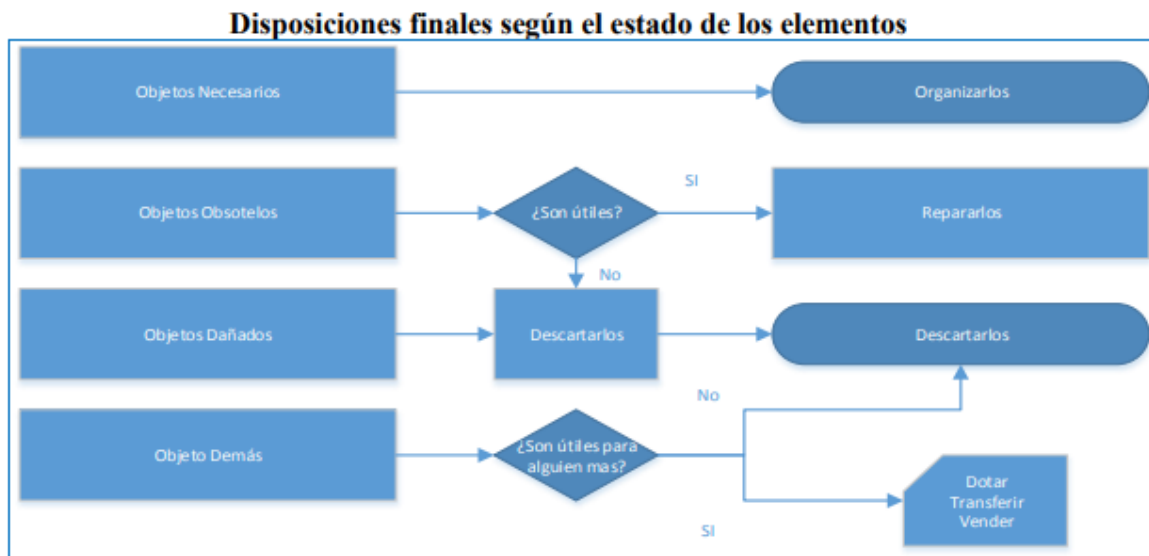 Disposiciones finales según el estado de los elementos
Objetos Necesarios
Organizarlos
Objetos Obsotelos
¿Son útiles?
SI
Repararlos
No
Objetos Dañados
Descartarlos
Descartarlos
No
Objeto Demás
¿Son útiles para
alguien mas?
SI
Dotar
Transferir
Vender